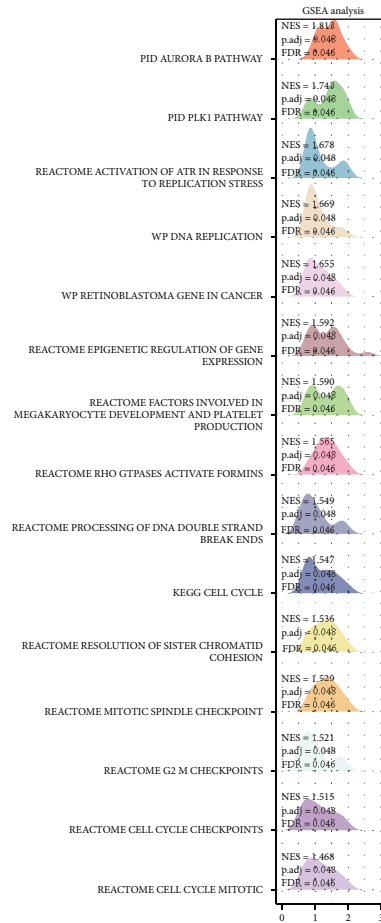 GSEA analysis
NES = 1.813
p.adj = 0.048
FDR = 0.046
PID AURORA B PATHWAY
NES = 1.743
p.adj = 0.048
FDR = 0.046
PID PLK1 PATHWAY
NES = 1.678
p.adj = 0.048
FDR = 0.046
REACTOME ACTIVATION OF ATR IN RESPONSE
TO REPLICATION STRESS
NES = 1.669
p.adj = 0.048
FDR = 0.046
WP DNA REPLICATION
NES = 1.655
p.adj = 0.048
FDR = 0.046
WP RETINOBLASTOMA GENE IN CANCER
NES = 1.592
p.adj = 0.048
FDR = 0.046
REACTOME EPIGENETIC REGULATION OF GENE
EXPRESSION
NES = 1.590
p.adj = 0.048
FDR = 0.046
REACTOME FACTORS INVOLVED IN
MEGAKARYOCYTE DEVELOPMENT AND PLATELET
PRODUCTION
NES = 1.565
p.adj = 0.048
FDR = 0.046
REACTOME RHO GTPASES ACTIVATE FORMINS
NES = 1.549
p.adj = 0.048
FDR = 0.046
REACTOME PROCESSING OF DNA DOUBLE STRAND
BREAK ENDS
NES = 1.547
p.adj = 0.048
FDR = 0.046
KEGG CELL CYCLE
NES = 1.536
p.adj = 0.048
FDR = 0.046
REACTOME RESOLUTION OF SISTER CHROMATID
COHESION
NES = 1.529
p.adj = 0.048
FDR = 0.046
REACTOME MITOTIC SPINDLE CHECKPOINT
NES = 1.521
p.adj = 0.048
FDR = 0.046
REACTOME G2 M CHECKPOINTS
NES = 1.515
p.adj = 0.048
FDR = 0.046
REACTOME CELL CYCLE CHECKPOINTS
NES = 1.468
p.adj = 0.048
FDR = 0.046
REACTOME CELL CYCLE MITOTIC
0 1 2 3